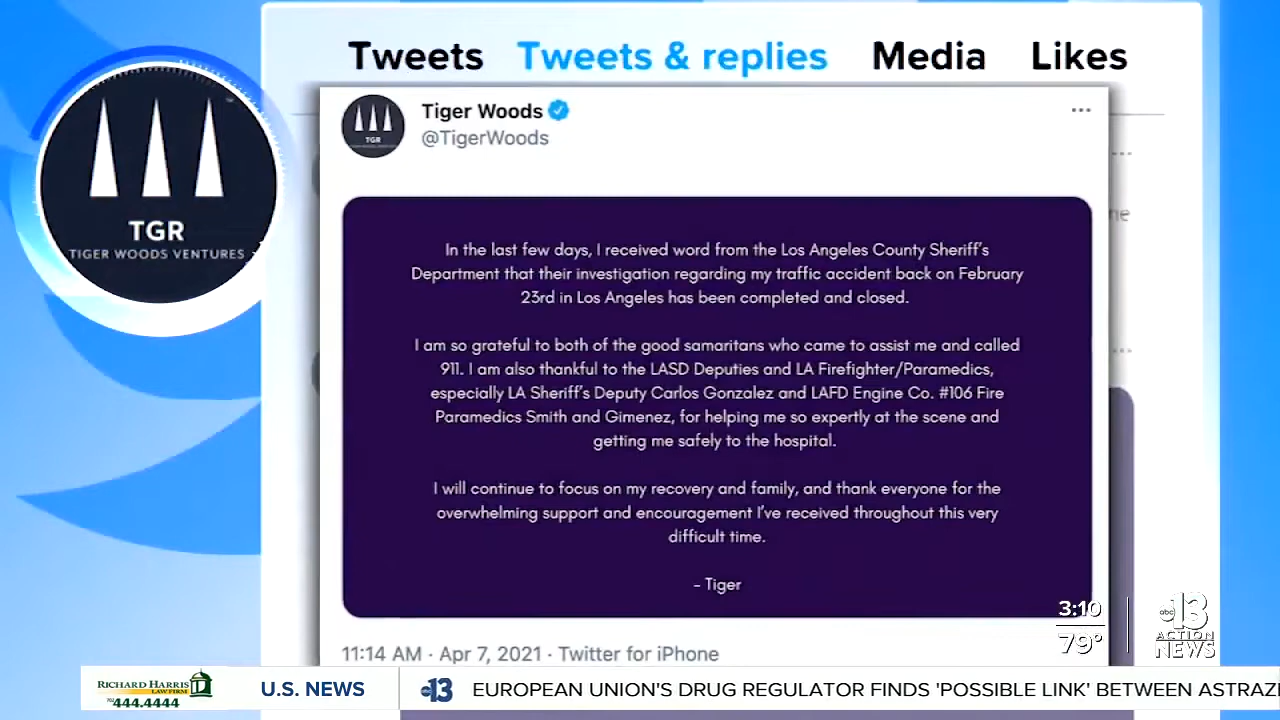 Tweets Tweets & replies Media Likes
Tiger Woods
@TigerWoods
TGR
TIGER WOODS VENTURES
TGR
In the last few days, I received word from the Los Angeles County Sheriff's
Department that their investigation regarding my traffic accident back on February
23rd in Los Angeles has been completed and closed.
I am so grateful to both of the good samaritans who came to assist me and called
911. I am also thankful to the LASD Deputies and LA Firefighter/Paramedics,
especially LA Sheriff's Deputy Carlos Gonzalez and LAFD Engine Co. #106 Fire
Paramedics Smith and Gimenez, for helping me so expertly at the scene and
getting me safely to the hospital.
I will continue to focus on my recovery and family, and thank everyone for the
overwhelming support and encouragement I've received throughout this very
difficult time.
- Tiger
11:14 AM · Apr 7, 2021 · Twitter for iPhone
3:10
79°
abc 13
ACTION
NEWS
RICHARD HARRIS
LAW FIRM
444.4444
U.S. NEWS
abc 13
EUROPEAN UNION'S DRUG REGULATOR FINDS 'POSSIBLE LINK' BETWEEN ASTRAZ